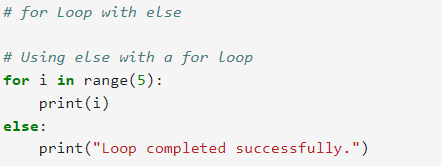 # for Loop with else

# Using else with a for loop
for i in range(5):
    print(i)
else:
    print("Loop completed successfully.")